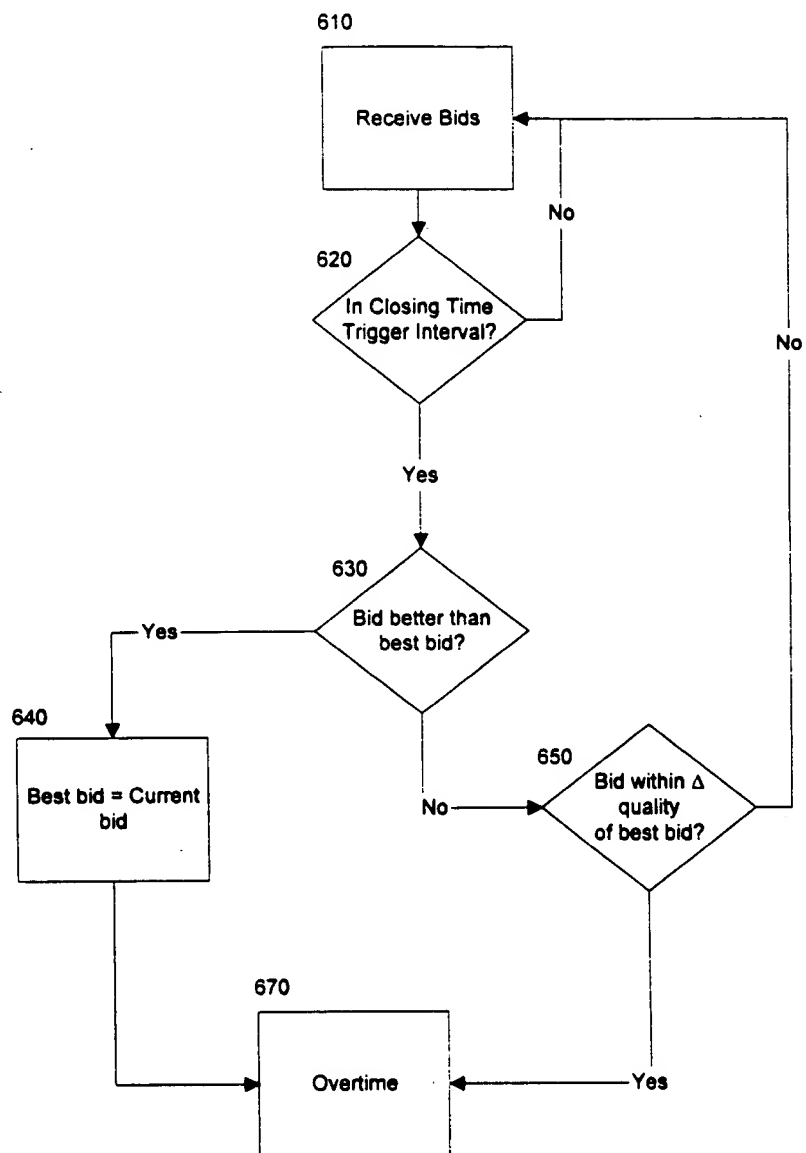 610
Receive Bids
No
620
In Closing Time
Trigger Interval?
No
Yes
630
Bid better than
best bid?
Yes
640
Best bid = Current
bid
650
Bid within Δ
quality
of best bid?
No
670
Overtime
Yes